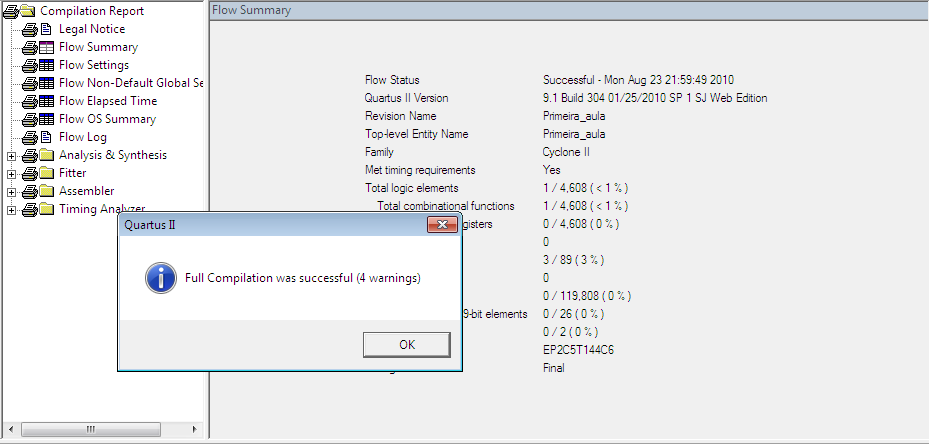 Compilation Report
Legal Notice
Flow Summary
Flow Settings
Flow Non-Default Global Se
Flow Elapsed Time
Flow OS Summary
Flow Log
Analysis & Synthesis
Fitter
Assembler
Timing Analyzer
Flow Summary
Flow Status Successful - Mon Aug 23 21:59:49 2010
Quartus II Version 9.1 Build 304 01/25/2010 SP 1 SJ Web Edition
Revision Name Primeira_aula
Top-level Entity Name Primeira_aula
Family Cyclone II
Met timing requirements Yes
Total logic elements 1 / 4,608 ( < 1 % )
Total combinational functions 1 / 4,608 ( < 1 % )
gisters 0 / 4,608 ( 0 % )
0
3 / 89 ( 3 % )
0
0 / 119,808 ( 0 % )
9-bit elements 0 / 26 ( 0 % )
0 / 2 ( 0 % )
EP2C5T144C6
Final
Quartus II
Full Compilation was successful (4 warnings)
OK